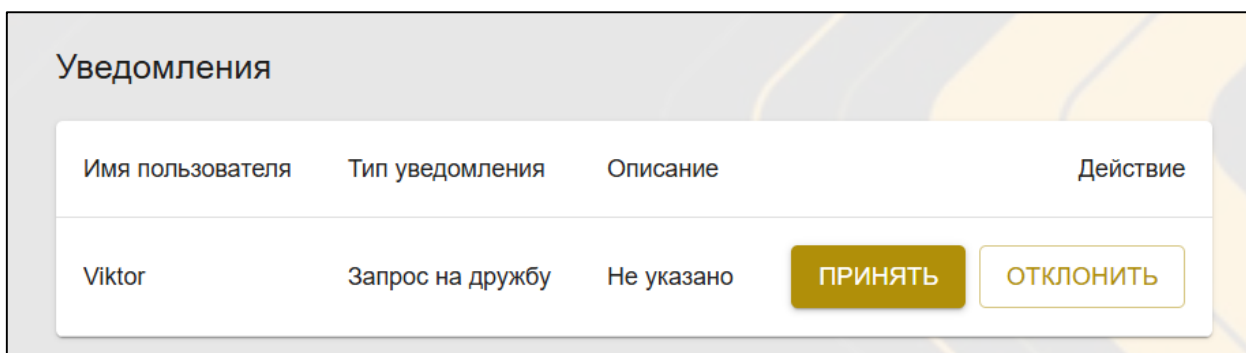 Уведомления
Имя пользователя Тип уведомления Описание Действие
Viktor Запрос на дружбу Не указано ПРИНЯТЬ ОТКЛОНИТЬ